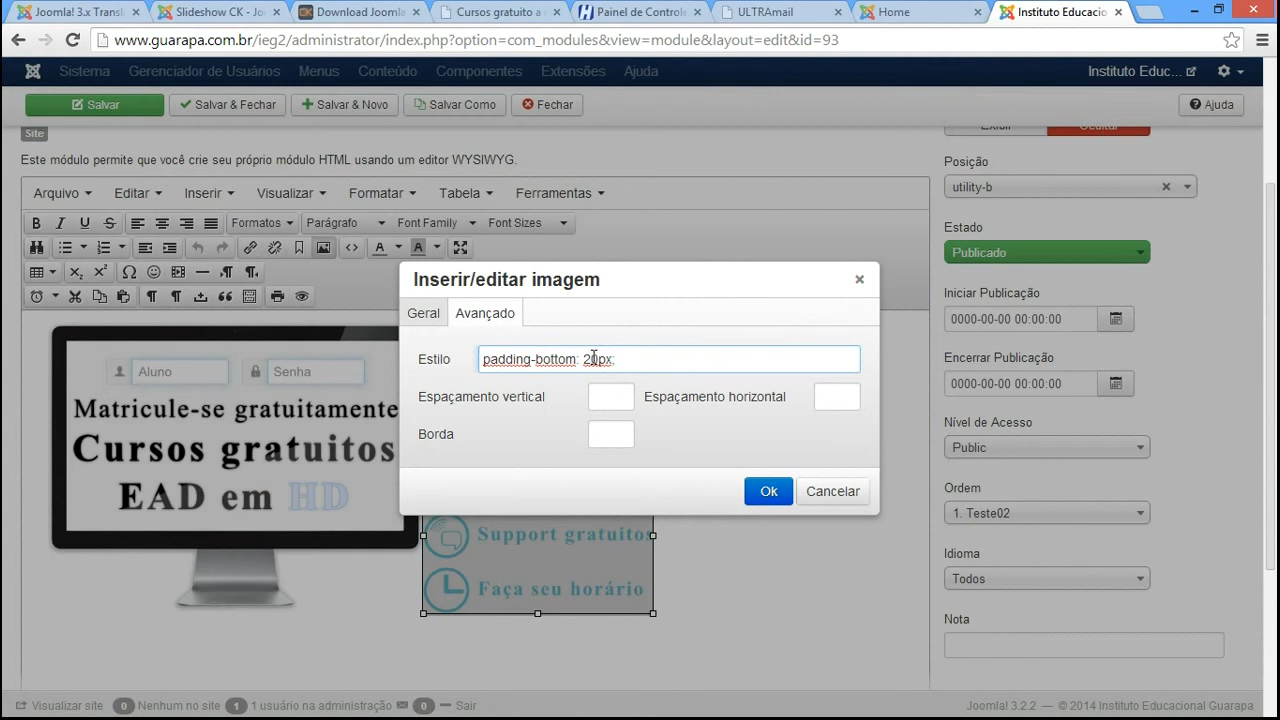 Joomla! 3.x Transl
Slideshow CK - Joo
Download Joomla
Cursos gratuito a
Painel de Controle
ULTRAmail
Home
Instituto Educacio
www.guarapa.com.br/ieg2/administrator/index.php?option=com_modules&view=module&layout=edit&id=93
Sistema Gerenciador de Usuários Menus Conteúdo Componentes Extensões Ajuda Instituto Educ...
Salvar Salvar & Fechar Salvar & Novo Salvar Como Fechar Ajuda
Site
Exibir Ocultar
Este módulo permite que você crie seu próprio módulo HTML usando um editor WYSIWYG.
Posição
utility-b
Arquivo Editar Inserir Visualizar Formatar Tabela Ferramentas
Formatos Parágrafo Font Family Font Sizes
Estado
Publicado
Iniciar Publicação
0000-00-00 00:00:00
Encerrar Publicação
0000-00-00 00:00:00
Nível de Acesso
Public
Ordem
1. Teste02
Idioma
Todos
Nota
Inserir/editar imagem
Geral Avançado
Estilo padding-bottom: 20px;
Espaçamento vertical Espaçamento horizontal
Borda
Ok Cancelar
Aluno Senha
Matricule-se gratuitamente
Cursos gratuitos
EAD em HD
Support gratuitos
Faça seu horário
Visualizar site 0 Nenhum no site 1 1 usuário na administração 0 Sair
Joomla! 3.2.2 — © 2014 Instituto Educacional Guarapa